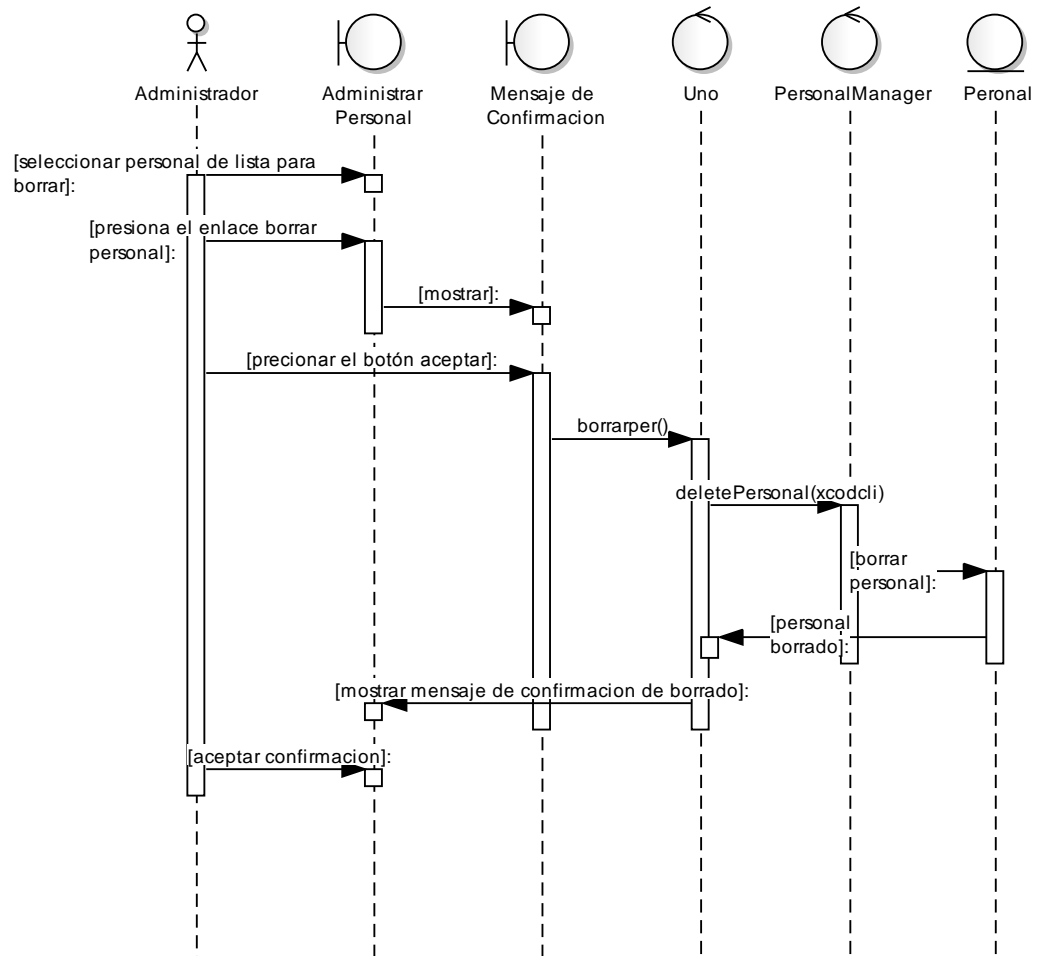 Administrador
Administrar
Personal
Mensaje de
Confirmacion
Uno
PersonalManager
Peronal
[seleccionar personal de lista para
borrar]:
[presiona el enlace borrar
personal]:
[mostrar]:
[precionar el botón aceptar]:
borrarper()
deletePersonal(xcodcli)
[borrar
personal]:
[personal
borrado]:
[mostrar mensaje de confirmacion de borrado]:
[aceptar confirmacion]: